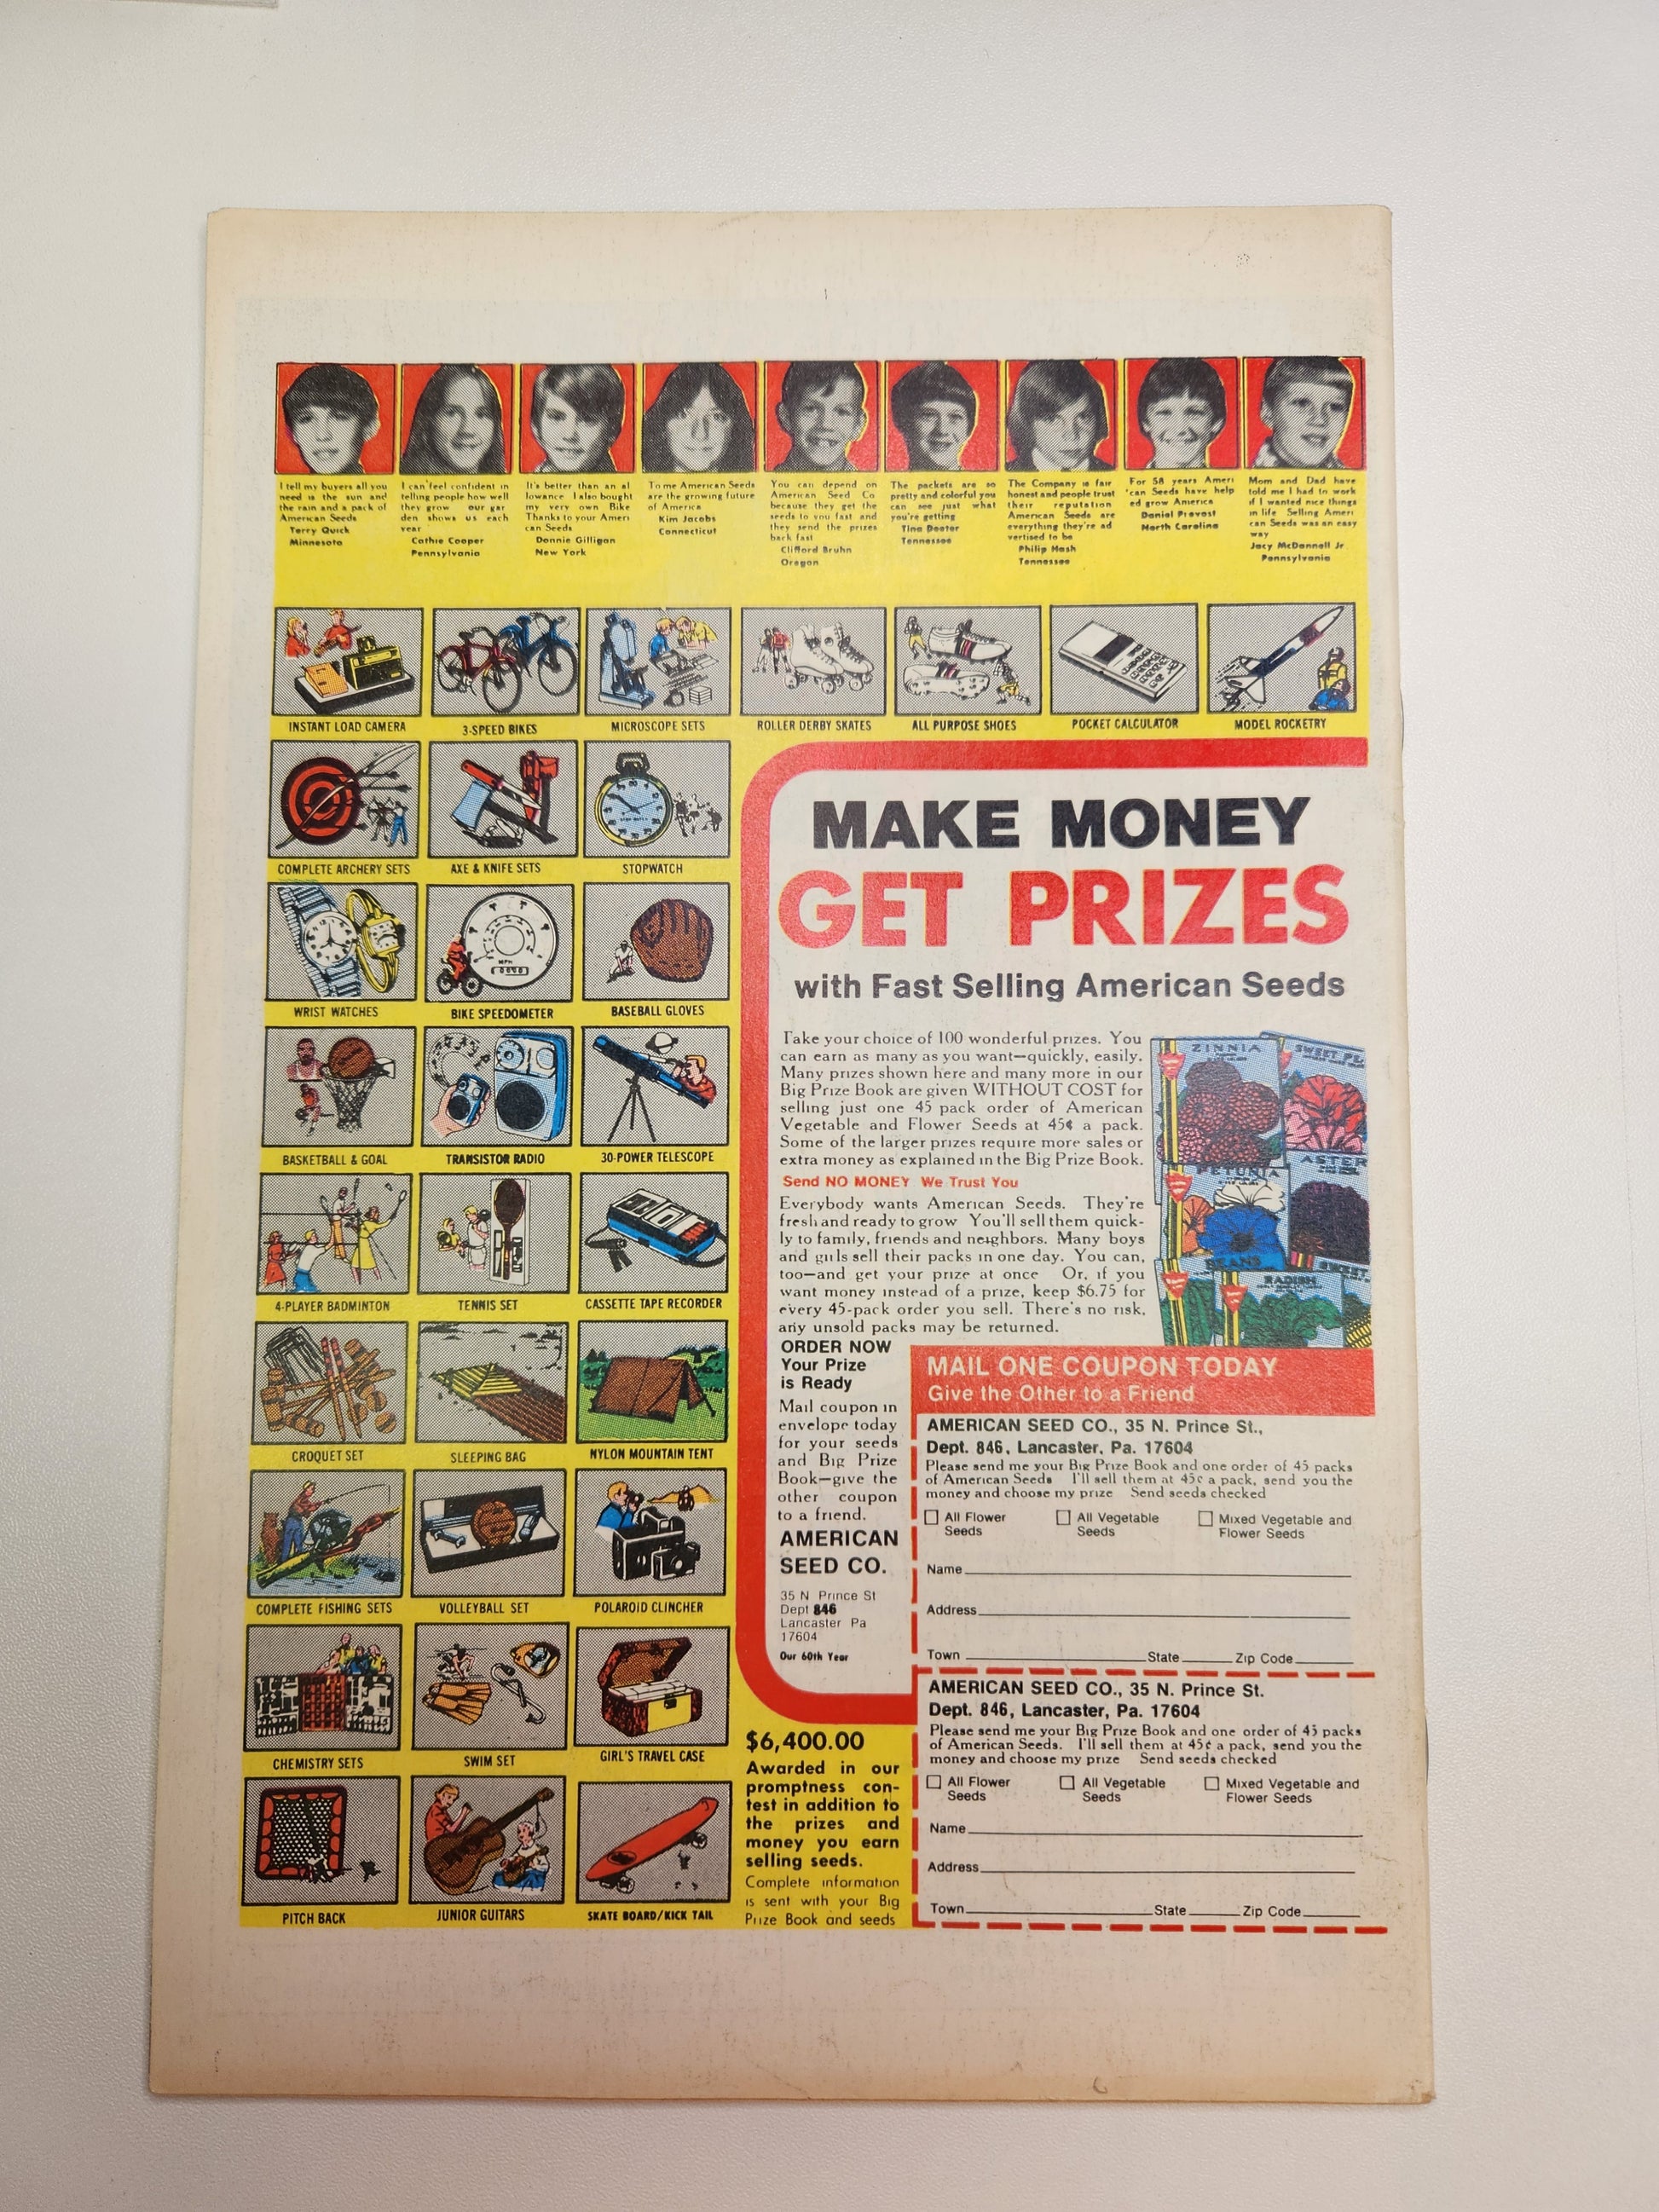 I tell my buyers all you
need is the sun and
the rain and a pack of
American Seeds
Terry Quick
Minnesota
I can feel confident in
telling people how well
they grow our gar
den shows us each
year
Cathie Cooper
Pennsylvania
It's better than an al
lowance I also bought
my very own Bike
Thanks to your Ameri
can Seeds
Donnie Gilligan
New York
To me American Seeds
are the growing future
of America
Kim Jacobs
Connecticut
You can depend on
American Seed Co
because they get the
seeds to you fast and
they send the prizes
back fast
Clifford Bruhn
Oregon
The packets are so
pretty and colorful you
can see just what
you're getting
Tina Deeter
Tennessee
The Company is fair
honest and people trust
their reputation
American Seeds are
everything they're ad
vertised to be
Philip Hash
Tennessee
For 58 years Ameri
can Seeds have help
ed grow America
Daniel Prevost
North Carolina
Mom and Dad have
told me I had to work
if I wanted nice things
in life Selling Ameri
can Seeds was an easy
way
Jacy McDannell Jr.
Pennsylvania
INSTANT LOAD CAMERA
3-SPEED BIKES
MICROSCOPE SETS
ROLLER DERBY SKATES
ALL PURPOSE SHOES
POCKET CALCULATOR
MODEL ROCKETRY
COMPLETE ARCHERY SETS
AXE & KNIFE SETS
STOPWATCH
WRIST WATCHES
BIKE SPEEDOMETER
BASEBALL GLOVES
BASKETBALL & GOAL
TRANSISTOR RADIO
30-POWER TELESCOPE
4-PLAYER BADMINTON
TENNIS SET
CASSETTE TAPE RECORDER
CROQUET SET
SLEEPING BAG
NYLON MOUNTAIN TENT
COMPLETE FISHING SETS
VOLLEYBALL SET
POLAROID CLINCHER
CHEMISTRY SETS
SWIM SET
GIRL'S TRAVEL CASE
PITCH BACK
JUNIOR GUITARS
SKATE BOARD/KICK TAIL
MAKE MONEY
GET PRIZES
with Fast Selling American Seeds
Take your choice of 100 wonderful prizes. You
can earn as many as you want—quickly, easily.
Many prizes shown here and many more in our
Big Prize Book are given WITHOUT COST for
selling just one 45 pack order of American
Vegetable and Flower Seeds at 45¢ a pack.
Some of the larger prizes require more sales or
extra money as explained in the Big Prize Book.
Send NO MONEY We Trust You
Everybody wants American Seeds. They're
fresh and ready to grow You'll sell them quick-
ly to family, friends and neighbors. Many boys
and girls sell their packs in one day. You can,
too—and get your prize at once Or, if you
want money instead of a prize, keep $6.75 for
every 45-pack order you sell. There's no risk,
any unsold packs may be returned.
ZINNIA
SWEET PE
PETUNIA
ASTER
BEANS
RADISH
SWEET
ORDER NOW
Your Prize
is Ready
Mail coupon in
envelope today
for your seeds
and Big Prize
Book—give the
other coupon
to a friend.
AMERICAN
SEED CO.
35 N Prince St
Dept 846
Lancaster Pa
17604
Our 60th Year
MAIL ONE COUPON TODAY
Give the Other to a Friend
AMERICAN SEED CO., 35 N. Prince St.,
Dept. 846, Lancaster, Pa. 17604
Please send me your Big Prize Book and one order of 45 packs
of American Seeds I'll sell them at 45¢ a pack, send you the
money and choose my prize Send seeds checked
All Flower
Seeds
All Vegetable
Seeds
Mixed Vegetable and
Flower Seeds
Name
Address
Town State Zip Code
AMERICAN SEED CO., 35 N. Prince St.
Dept. 846, Lancaster, Pa. 17604
Please send me your Big Prize Book and one order of 45 packs
of American Seeds. I'll sell them at 45¢ a pack, send you the
money and choose my prize Send seeds checked
All Flower
Seeds
All Vegetable
Seeds
Mixed Vegetable and
Flower Seeds
Name
Address
Town State Zip Code
$6,400.00
Awarded in our
promptness con-
test in addition to
the prizes and
money you earn
selling seeds.
Complete information
is sent with your Big
Prize Book and seeds